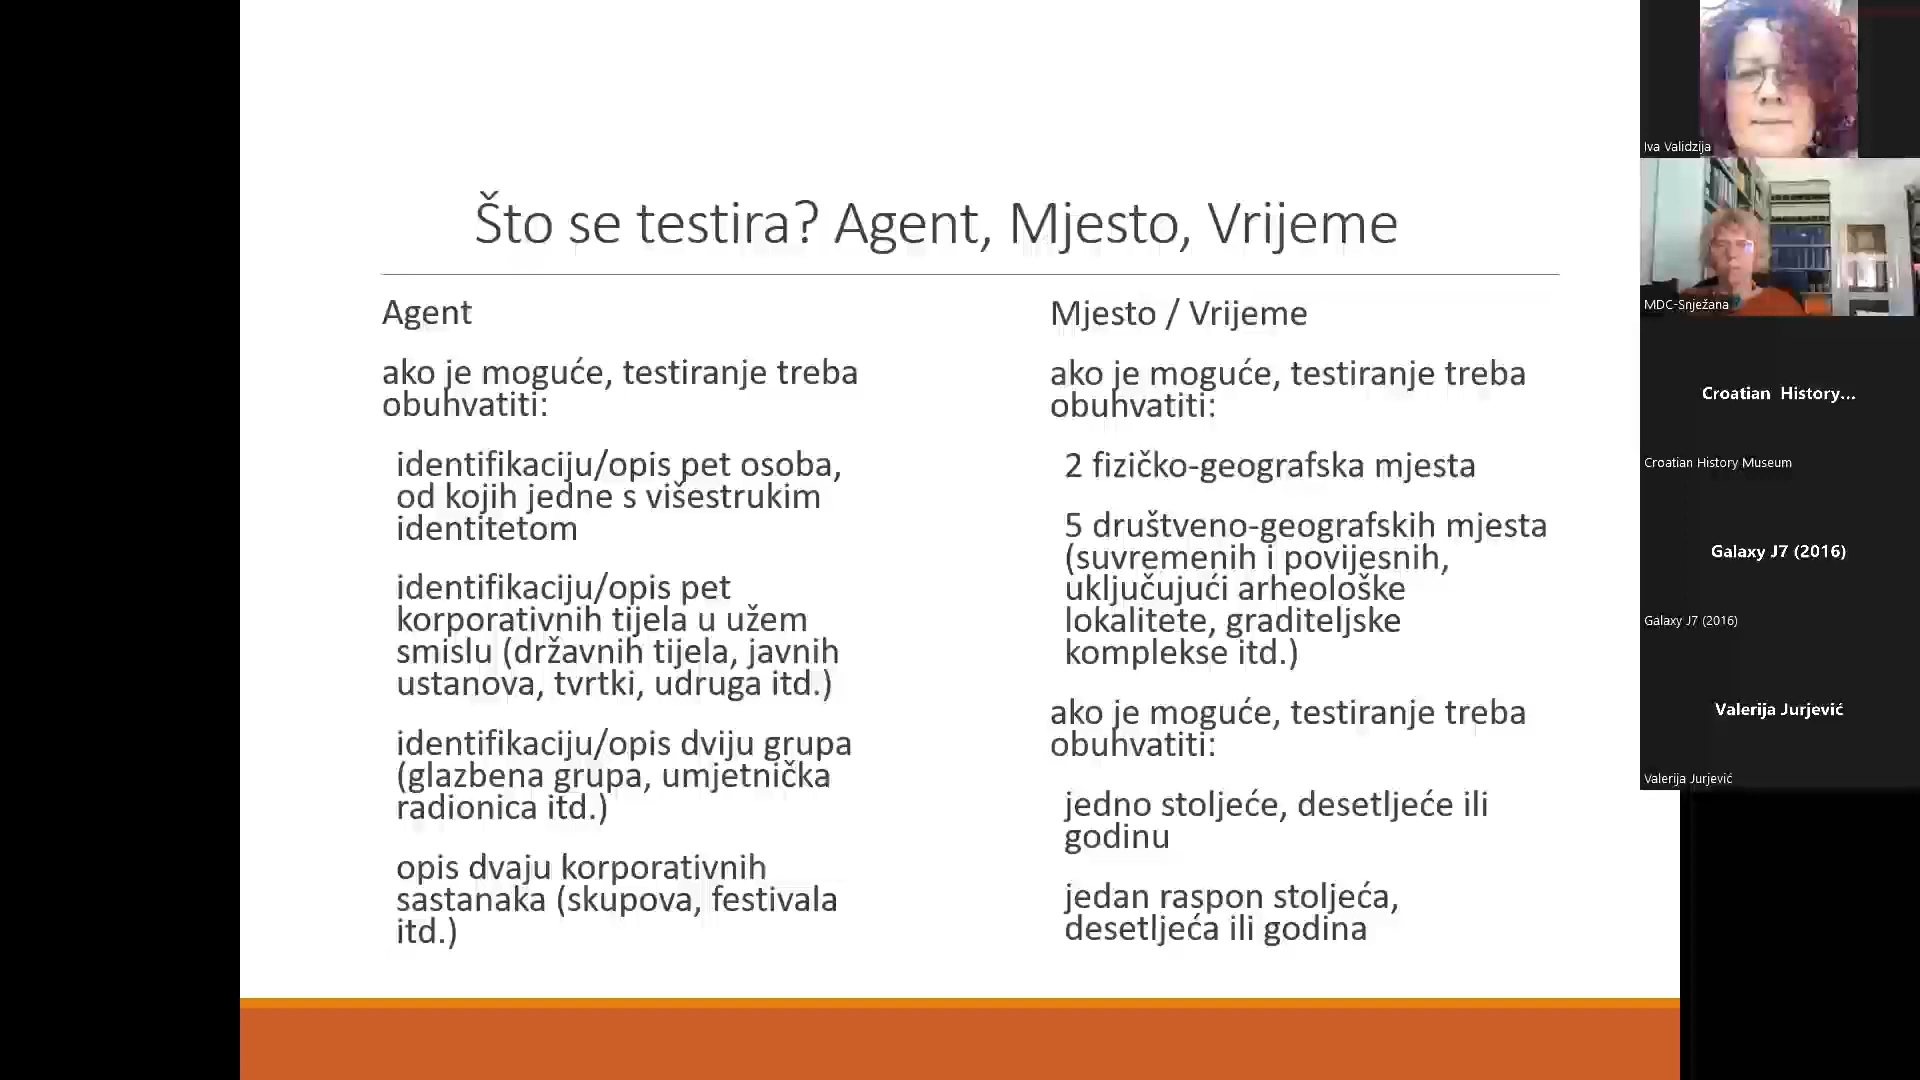 Što se testira? Agent, Mjesto, Vrijeme
Agent
ako je moguće, testiranje treba
obuhvatiti:
identifikaciju/opis pet osoba,
od kojih jedne s višestrukim
identitetom
identifikaciju/opis pet
korporativnih tijela u užem
smislu (državnih tijela, javnih
ustanova, tvrtki, udruga itd.)
identifikaciju/opis dviju grupa
(glazbena grupa, umjetnička
radionica itd.)
opis dvaju korporativnih
sastanaka (skupova, festivala
itd.)
Mjesto / Vrijeme
ako je moguće, testiranje treba
obuhvatiti:
2 fizičko-geografska mjesta
5 društveno-geografskih mjesta
(suvremenih i povijesnih,
uključujući arheološke
lokalitete, graditeljske
komplekse itd.)
ako je moguće, testiranje treba
obuhvatiti:
jedno stoljeće, desetljeće ili
godinu
jedan raspon stoljeća,
desetljeća ili godina
Iva Validzija
MDC-Snježana
Croatian History...
Croatian History Museum
Galaxy J7 (2016)
Galaxy J7 (2016)
Valerija Jurjević
Valerija Jurjević